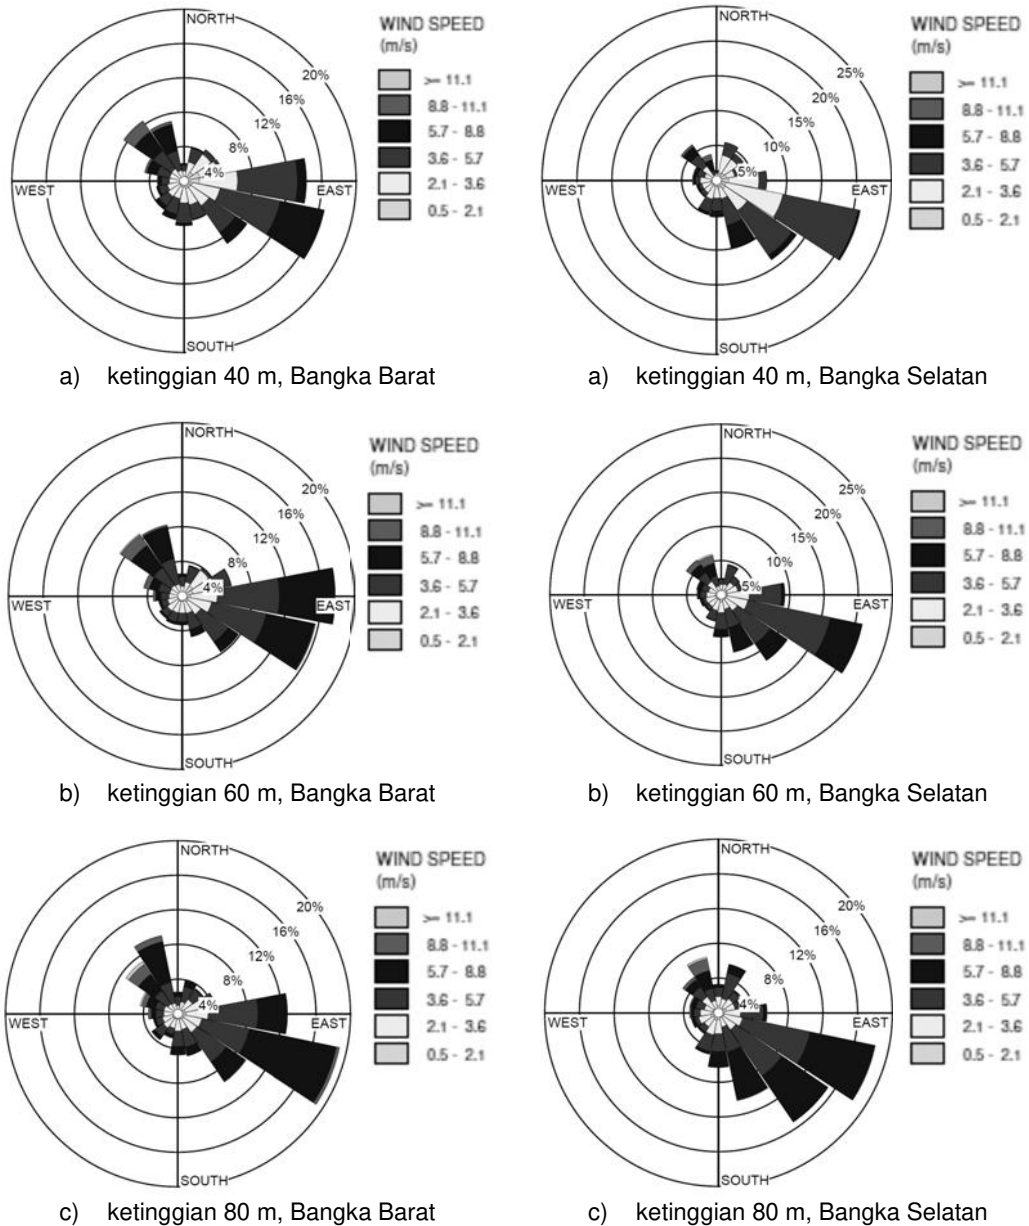 NORTH
WIND SPEED
(m/s)
20%
16%
12%
8%
4%
WEST
EAST
SOUTH
>= 11.1
8.8 - 11.1
5.7 - 8.8
3.6 - 5.7
2.1 - 3.6
0.5 - 2.1
a) ketinggian 40 m, Bangka Barat
NORTH
WIND SPEED
(m/s)
25%
20%
15%
10%
5%
WEST
EAST
SOUTH
>= 11.1
8.8 - 11.1
5.7 - 8.8
3.6 - 5.7
2.1 - 3.6
0.5 - 2.1
a) ketinggian 40 m, Bangka Selatan
NORTH
WIND SPEED
(m/s)
20%
16%
12%
8%
4%
WEST
EAST
SOUTH
>= 11.1
8.8 - 11.1
5.7 - 8.8
3.6 - 5.7
2.1 - 3.6
0.5 - 2.1
b) ketinggian 60 m, Bangka Barat
NORTH
WIND SPEED
(m/s)
25%
20%
15%
10%
5%
WEST
EAST
SOUTH
>= 11.1
8.8 - 11.1
5.7 - 8.8
3.6 - 5.7
2.1 - 3.6
0.5 - 2.1
b) ketinggian 60 m, Bangka Selatan
NORTH
WIND SPEED
(m/s)
20%
16%
12%
8%
4%
WEST
EAST
SOUTH
>= 11.1
8.8 - 11.1
5.7 - 8.8
3.6 - 5.7
2.1 - 3.6
0.5 - 2.1
c) ketinggian 80 m, Bangka Barat
NORTH
WIND SPEED
(m/s)
20%
16%
12%
8%
4%
WEST
EAST
SOUTH
>= 11.1
8.8 - 11.1
5.7 - 8.8
3.6 - 5.7
2.1 - 3.6
0.5 - 2.1
c) ketinggian 80 m, Bangka Selatan